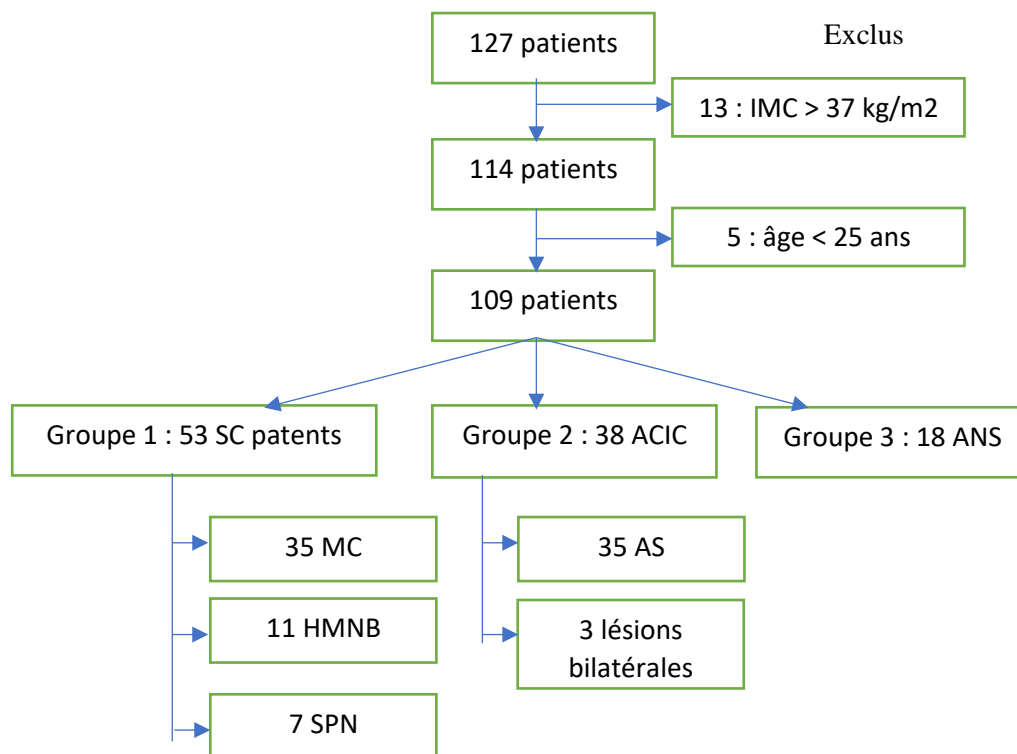 127 patients
Exclus
13 : IMC > 37 kg/m2
114 patients
5 : âge < 25 ans
109 patients
Groupe 1 : 53 SC patents
Groupe 2 : 38 ACIC
Groupe 3 : 18 ANS
35 MC
35 AS
11 HMNB
3 lésions
bilatérales
7 SPN